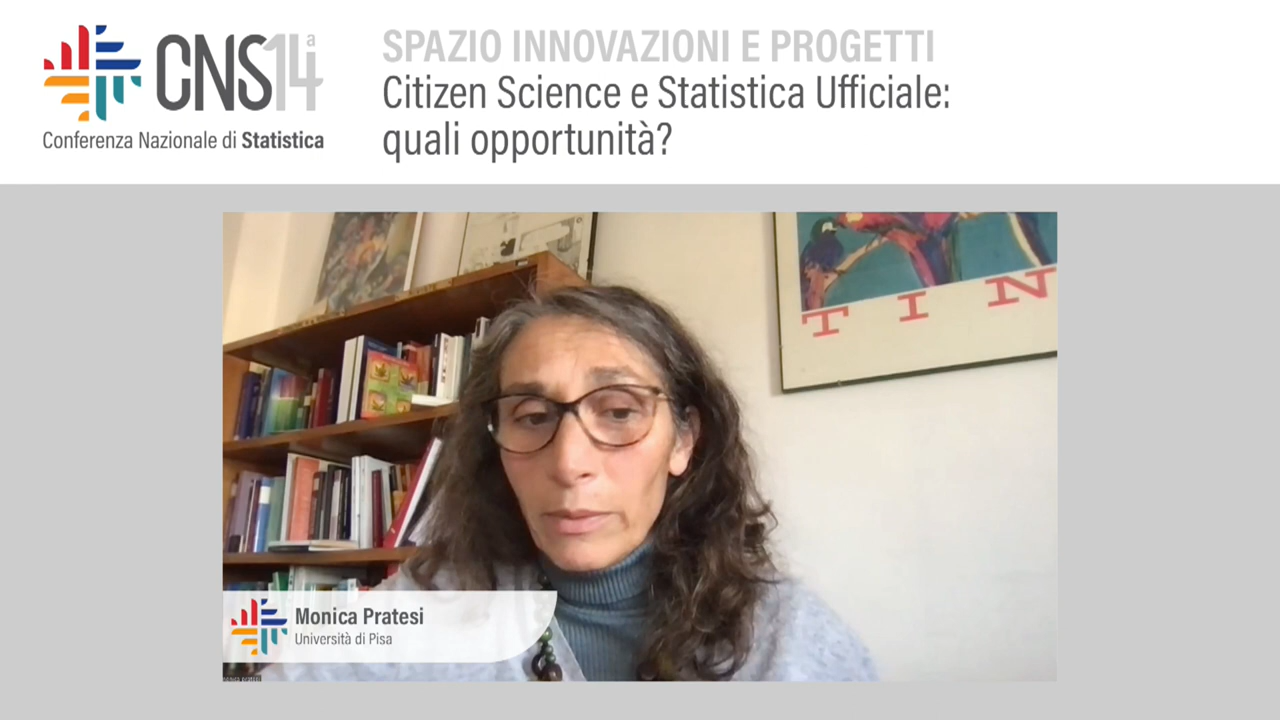 CNS14ª
Conferenza Nazionale di Statistica
SPAZIO INNOVAZIONI E PROGETTI
Citizen Science e Statistica Ufficiale:
quali opportunità?
TIN
Monica Pratesi
Università di Pisa